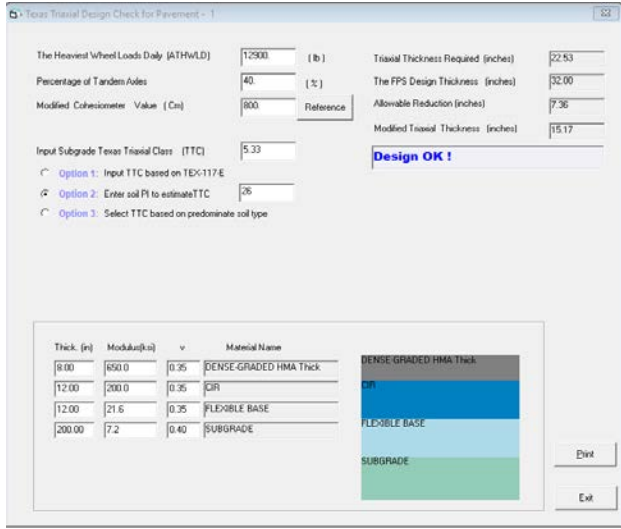 Texas Triaxial Design Check for Pavement - 1
The Heaviest Wheel Loads Daily (ATHWLD) 12900. (lb)
Percentage of Tandem Axles 40. (%)
Modified Cohesiometer Value (Cm) 800. Reference
Input Subgrade Texas Triaxial Class (TTC) 5.33
Option 1: Input TTC based on TEX-117-E
Option 2: Enter soil PI to estimateTTC 26
Option 3: Select TTC based on predominate soil type
Triaxial Thickness Required (inches) 22.53
The FPS Design Thickness (inches) 32.00
Allowable Reduction (inches) 7.36
Modified Triaxial Thickness (inches) 15.17
Design OK !
Thick. (in) Modulus(ksi) v Material Name
8.00 650.0 0.35 DENSE-GRADED HMA Thick
12.00 200.0 0.35 CIR
12.00 21.6 0.35 FLEXIBLE BASE
200.00 7.2 0.40 SUBGRADE
DENSE-GRADED HMA Thick
CIR
FLEXIBLE BASE
SUBGRADE
Print
Exit